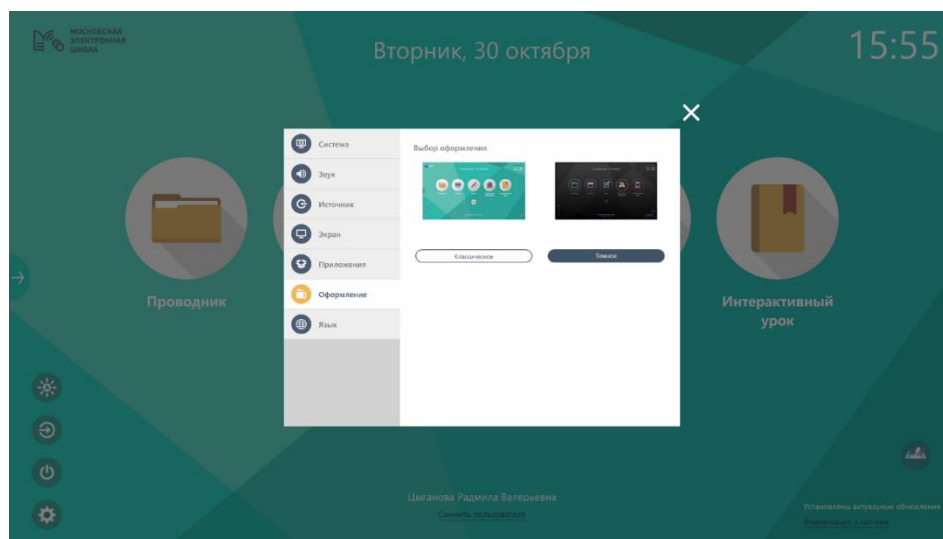 МОСКОВСКАЯ
ЭЛЕКТРОННАЯ
ШКОЛА
Вторник, 30 октября
15:55
Система
Звук
Источник
Экран
Приложения
Оформление
Язык
Выбор оформления
Классическое
Темное
Проводник
Интерактивный
урок
Цыганова Радмила Валерьевна
Сменить пользователя
Установлены актуальные обновления
Информация о системе